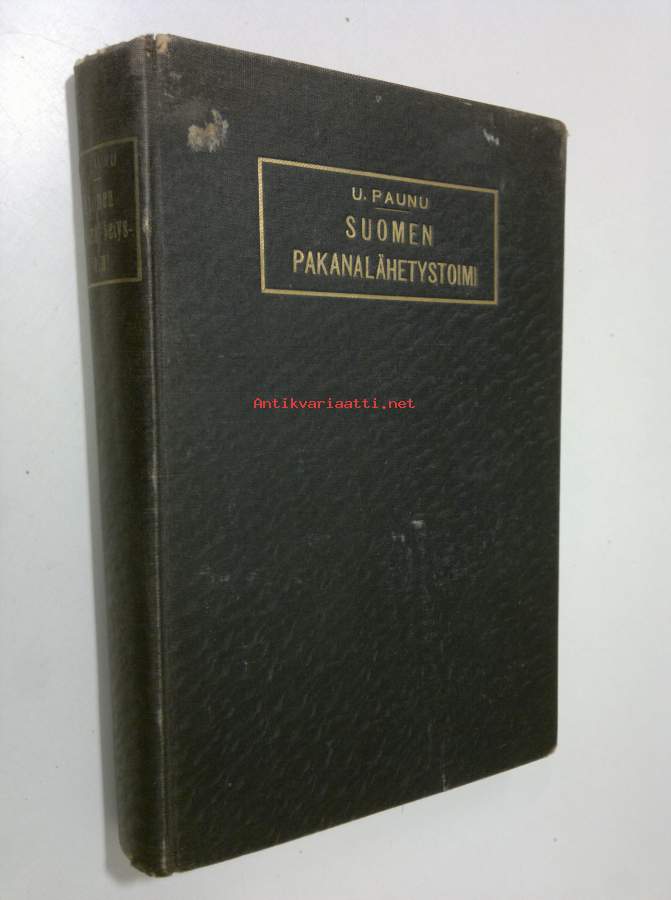 U. PAUNU
SUOMEN
PAKANALÄHETYSTOIMI
Antikvariaatti.net